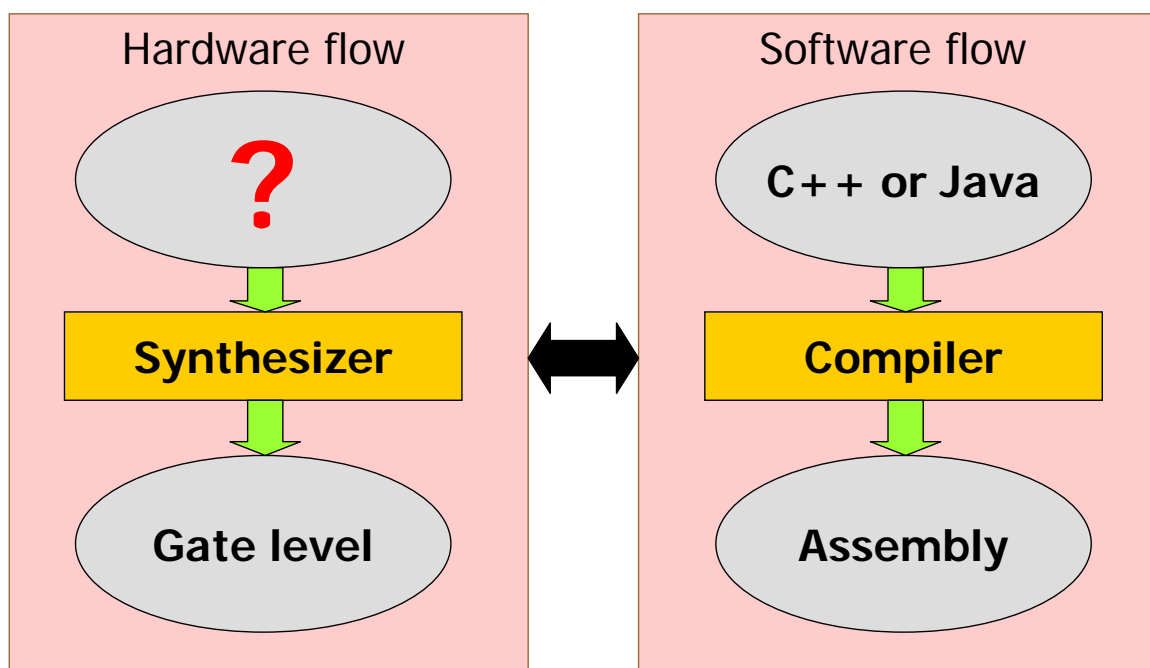 Hardware flow
?
Synthesizer
Gate level
Software flow
C++ or Java
Compiler
Assembly